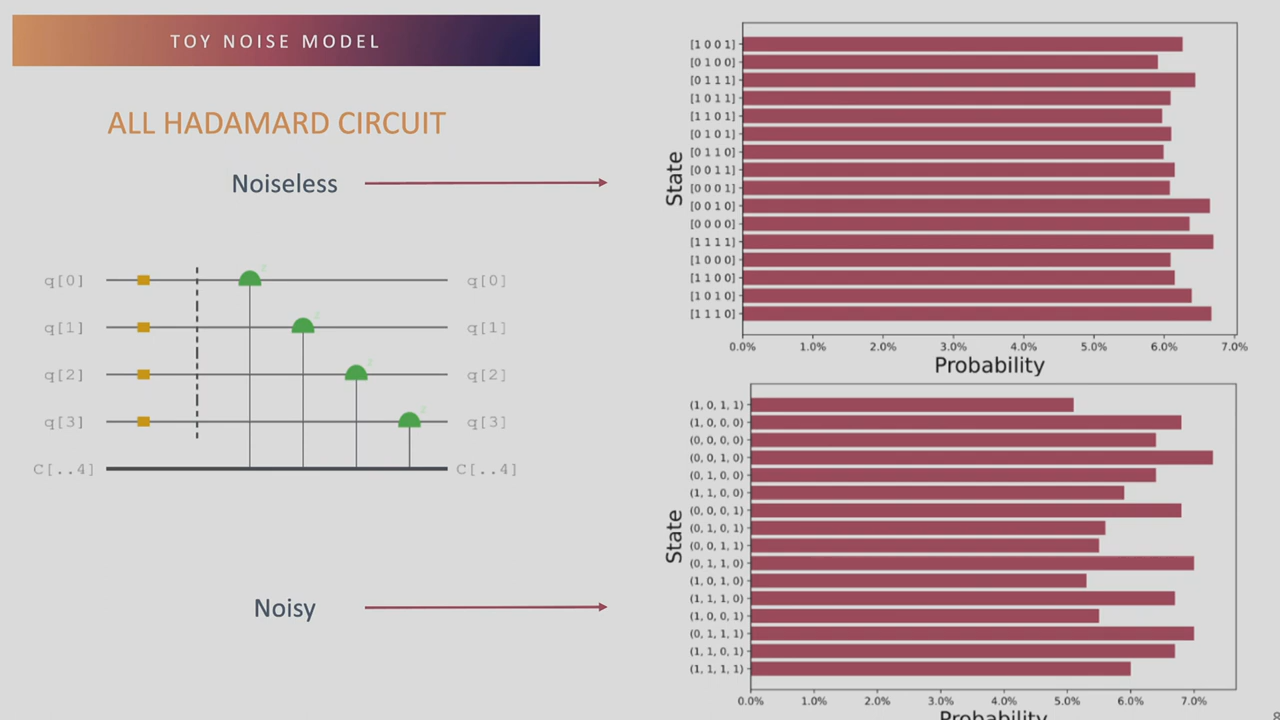 TOY NOISE MODEL
ALL HADAMARD CIRCUIT
Noiseless
q[0] q[0]
q[1] q[1]
q[2] q[2]
q[3] q[3]
C[..4] C[..4]
Noisy
State
[1 0 0 1]
[0 1 0 0]
[0 1 1 1]
[1 0 1 1]
[1 1 0 1]
[0 1 0 1]
[0 1 1 0]
[0 0 1 1]
[0 0 0 1]
[0 0 1 0]
[0 0 0 0]
[1 1 1 1]
[1 0 0 0]
[1 1 0 0]
[1 0 1 0]
[1 1 1 0]
0.0% 1.0% 2.0% 3.0% 4.0% 5.0% 6.0% 7.0%
Probability
State
(1, 0, 1, 1)
(1, 0, 0, 0)
(0, 0, 0, 0)
(0, 0, 1, 0)
(0, 1, 0, 0)
(1, 1, 0, 0)
(0, 0, 0, 1)
(0, 1, 0, 1)
(0, 0, 1, 1)
(0, 1, 1, 0)
(1, 0, 1, 0)
(1, 1, 1, 0)
(1, 0, 0, 1)
(0, 1, 1, 1)
(1, 1, 0, 1)
(1, 1, 1, 1)
0.0% 1.0% 2.0% 3.0% 4.0% 5.0% 6.0% 7.0%
Probability